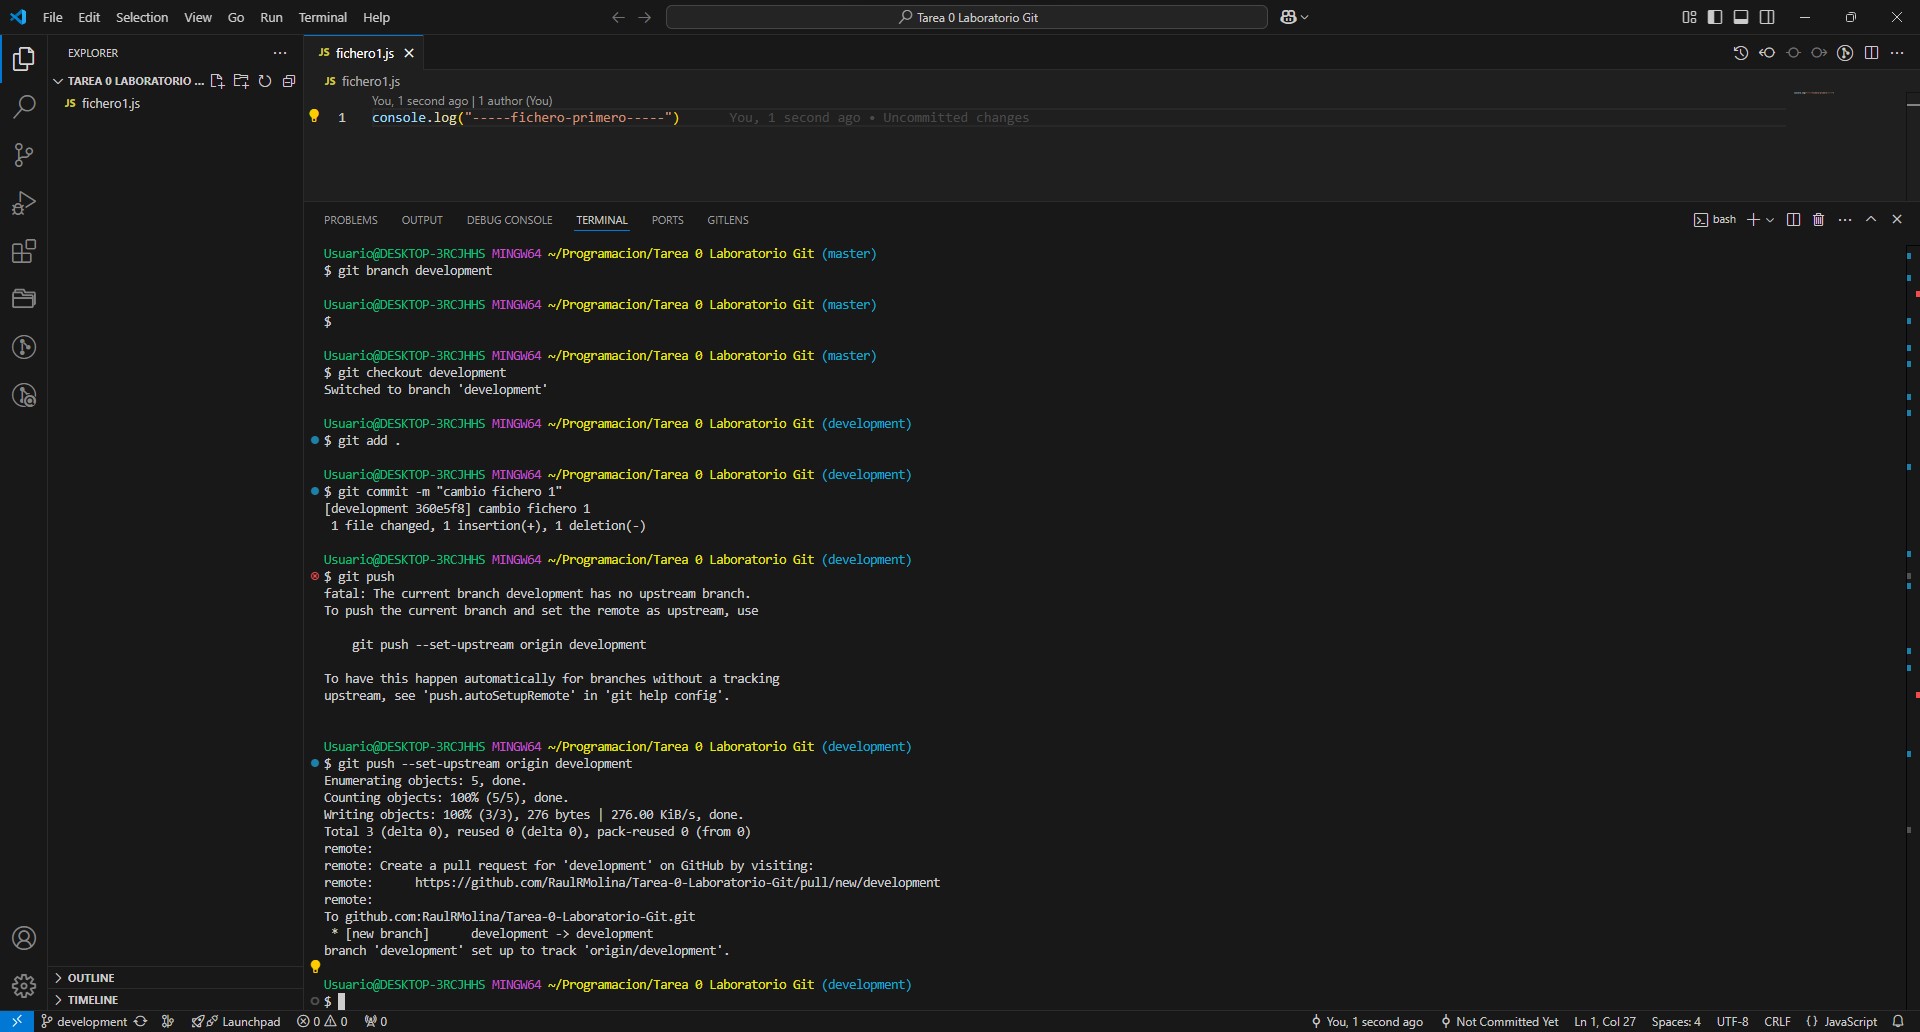 File Edit Selection View Go Run Terminal Help
Tarea 0 Laboratorio Git
EXPLORER
TAREA 0 LABORATORIO ...
JS fichero1.js
JS fichero1.js
JS fichero1.js
You, 1 second ago | 1 author (You)
1 console.log("-----fichero-primero-----") You, 1 second ago • Uncommitted changes
PROBLEMS OUTPUT DEBUG CONSOLE TERMINAL PORTS GITLENS
bash
Usuario@DESKTOP-3RCJHHS MINGW64 ~/Programacion/Tarea 0 Laboratorio Git (master)
$ git branch development
Usuario@DESKTOP-3RCJHHS MINGW64 ~/Programacion/Tarea 0 Laboratorio Git (master)
$
Usuario@DESKTOP-3RCJHHS MINGW64 ~/Programacion/Tarea 0 Laboratorio Git (master)
$ git checkout development
Switched to branch 'development'
Usuario@DESKTOP-3RCJHHS MINGW64 ~/Programacion/Tarea 0 Laboratorio Git (development)
$ git add .
Usuario@DESKTOP-3RCJHHS MINGW64 ~/Programacion/Tarea 0 Laboratorio Git (development)
$ git commit -m "cambio fichero 1"
[development 360e5f8] cambio fichero 1
1 file changed, 1 insertion(+), 1 deletion(-)
Usuario@DESKTOP-3RCJHHS MINGW64 ~/Programacion/Tarea 0 Laboratorio Git (development)
$ git push
fatal: The current branch development has no upstream branch.
To push the current branch and set the remote as upstream, use
git push --set-upstream origin development
To have this happen automatically for branches without a tracking
upstream, see 'push.autoSetupRemote' in 'git help config'.
Usuario@DESKTOP-3RCJHHS MINGW64 ~/Programacion/Tarea 0 Laboratorio Git (development)
$ git push --set-upstream origin development
Enumerating objects: 5, done.
Counting objects: 100% (5/5), done.
Writing objects: 100% (3/3), 276 bytes | 276.00 KiB/s, done.
Total 3 (delta 0), reused 0 (delta 0), pack-reused 0 (from 0)
remote:
remote: Create a pull request for 'development' on GitHub by visiting:
remote: https://github.com/RaulRMolina/Tarea-0-Laboratorio-Git/pull/new/development
remote:
To github.com:RaulRMolina/Tarea-0-Laboratorio-Git.git
* [new branch] development -> development
branch 'development' set up to track 'origin/development'.
Usuario@DESKTOP-3RCJHHS MINGW64 ~/Programacion/Tarea 0 Laboratorio Git (development)
$
OUTLINE
TIMELINE
development Launchpad 0 0 0 You, 1 second ago Not Committed Yet Ln 1, Col 27 Spaces: 4 UTF-8 CRLF {} JavaScript